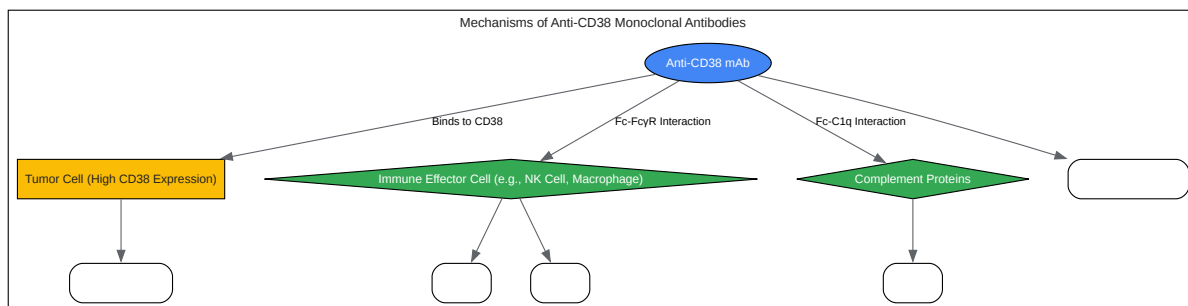 Mechanisms of Anti-CD38 Monoclonal Antibodies
Anti-CD38 mAb
Binds to CD38
Fc-FcγR Interaction
Fc-C1q Interaction
Tumor Cell (High CD38 Expression)
Immune Effector Cell (e.g., NK Cell, Macrophage)
Complement Proteins